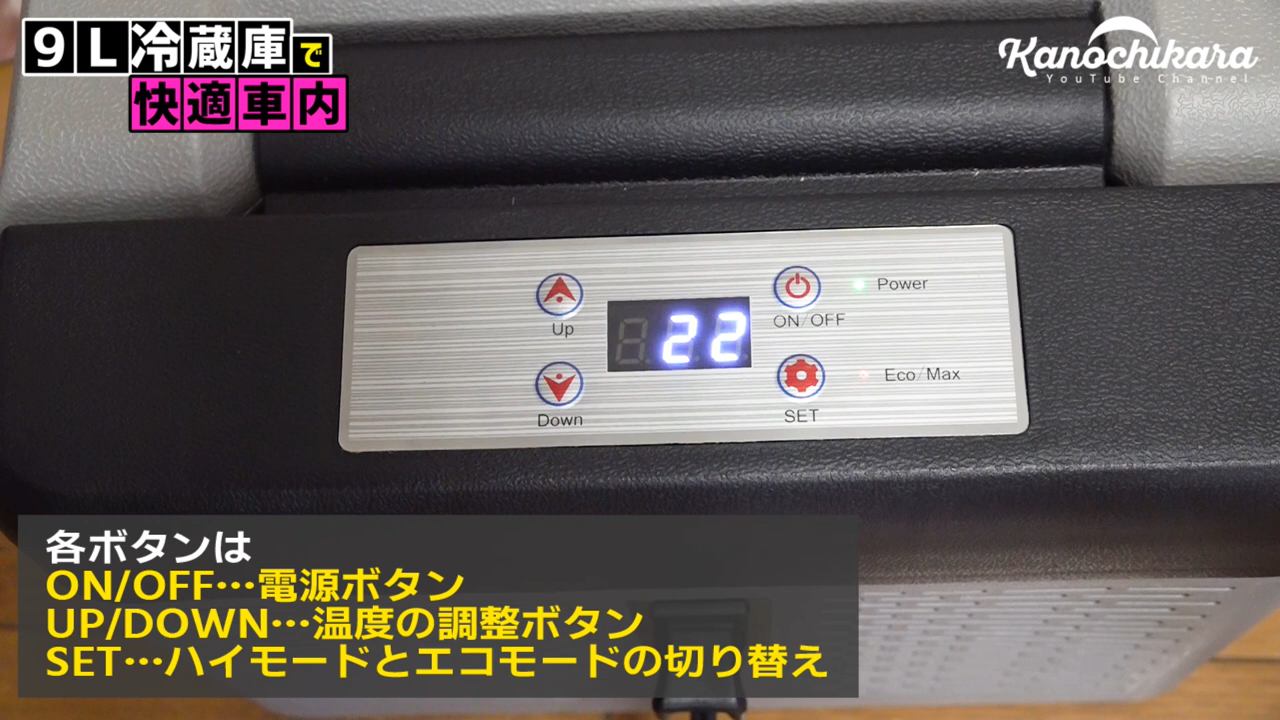 9L冷蔵庫で
快適車内
Kanochikara
YouTube Channel
Up
22
ON/OFF
Power
Down
SET
Eco/Max
各ボタンは
ON/OFF…電源ボタン
UP/DOWN…温度の調整ボタン
SET…ハイモードとエコモードの切り替え